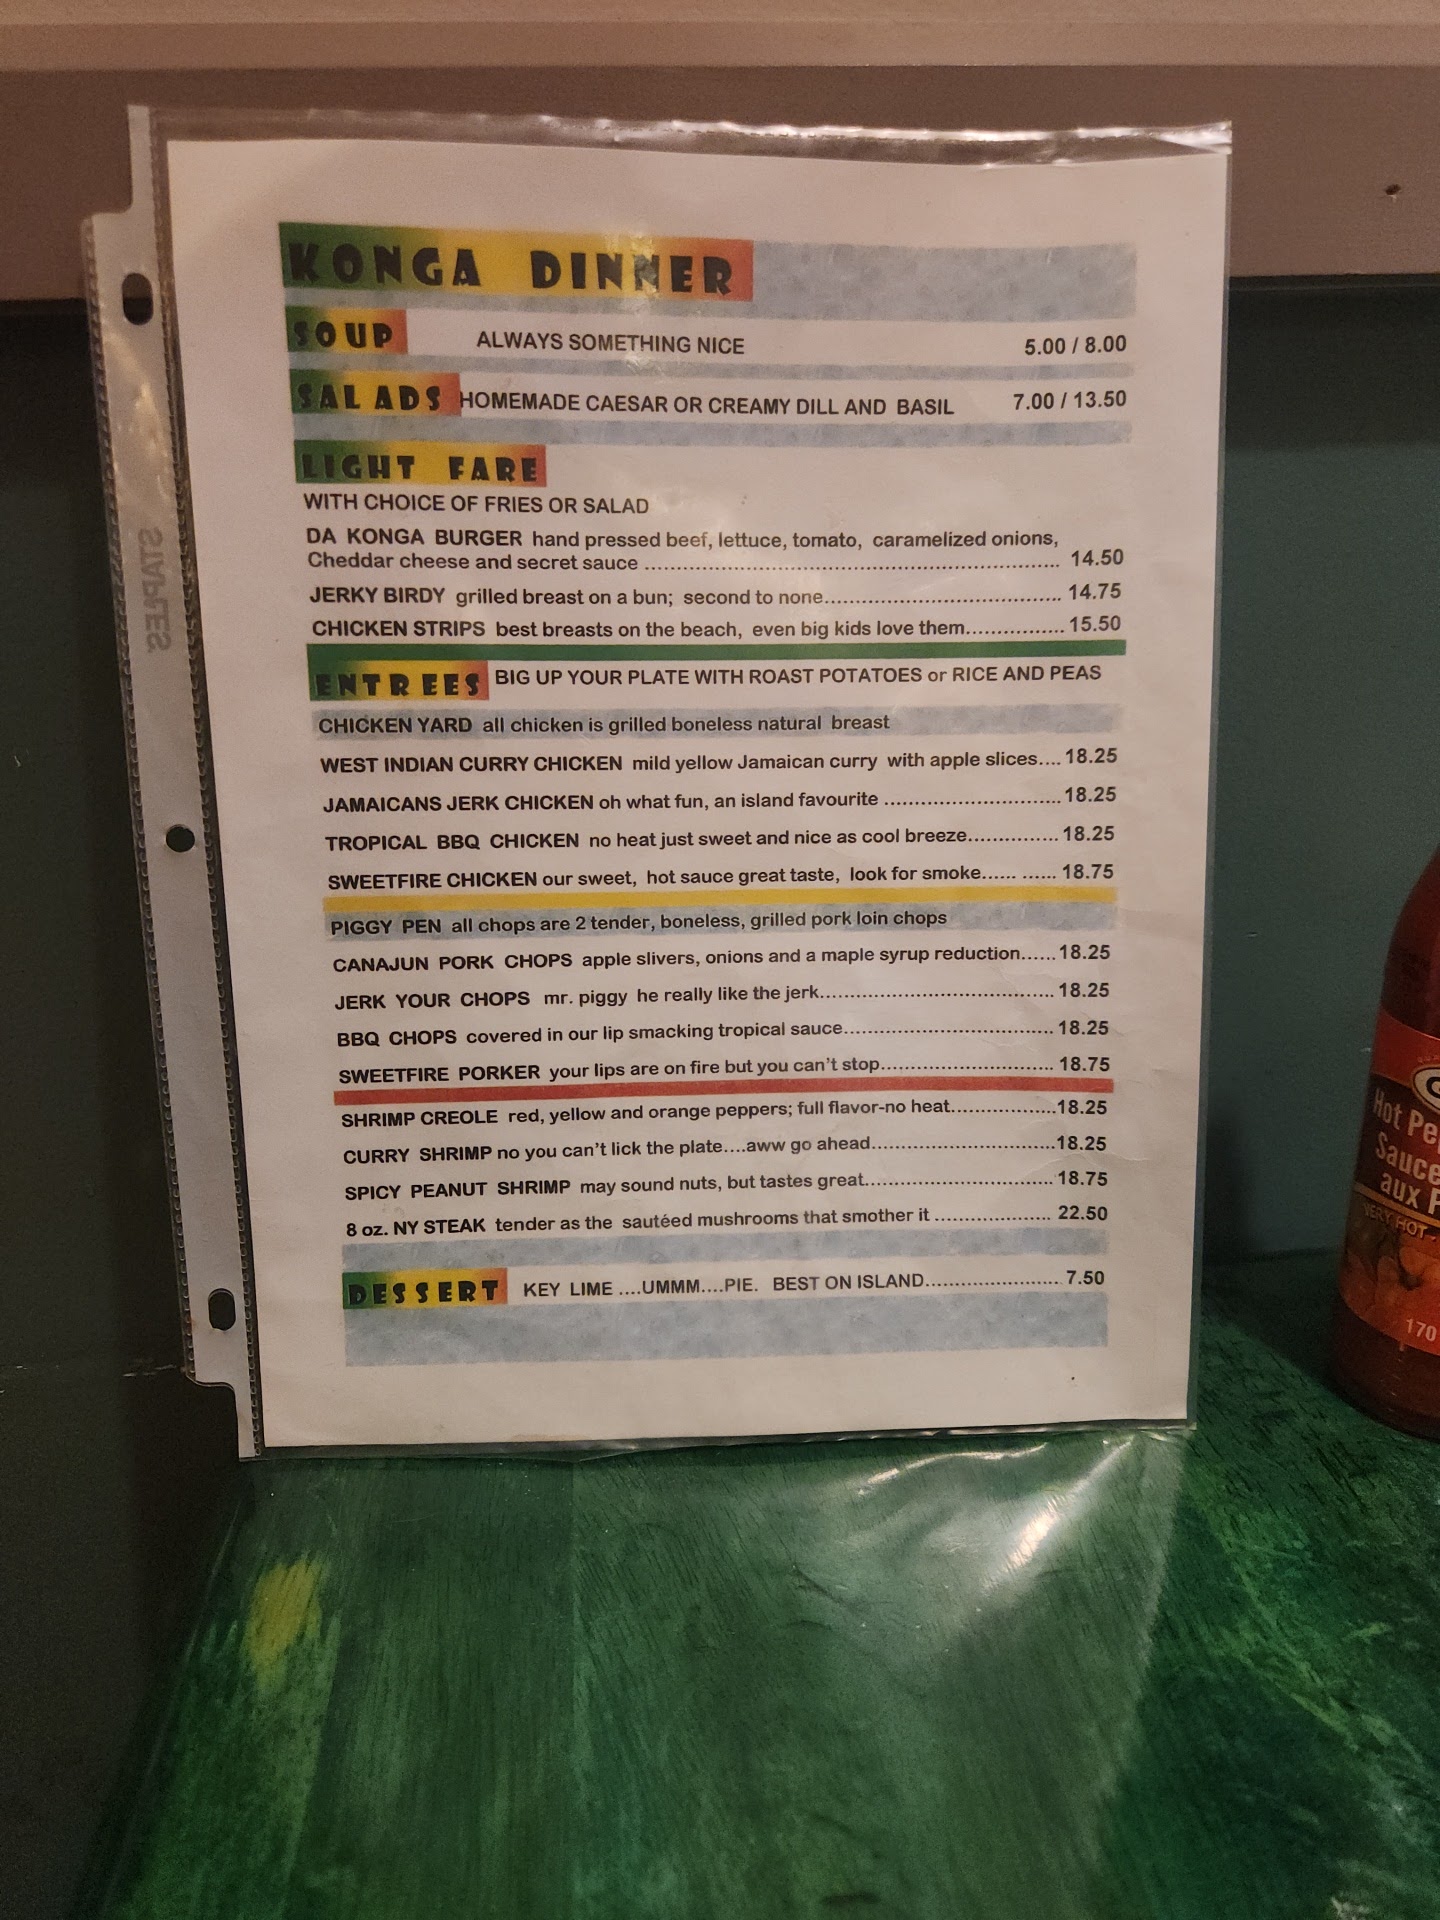 KONGA DINNER
SOUP ALWAYS SOMETHING NICE 5.00 / 8.00
SALADS HOMEMADE CAESAR OR CREAMY DILL AND BASIL 7.00 / 13.50
LIGHT FARE
WITH CHOICE OF FRIES OR SALAD
DA KONGA BURGER hand pressed beef, lettuce, tomato, caramelized onions,
Cheddar cheese and secret sauce ........................................................ 14.50
JERKY BIRDY grilled breast on a bun; second to none................................ 14.75
CHICKEN STRIPS best breasts on the beach, even big kids love them................ 15.50
ENTREES BIG UP YOUR PLATE WITH ROAST POTATOES or RICE AND PEAS
CHICKEN YARD all chicken is grilled boneless natural breast
WEST INDIAN CURRY CHICKEN mild yellow Jamaican curry with apple slices.... 18.25
JAMAICANS JERK CHICKEN oh what fun, an island favourite ............................. 18.25
TROPICAL BBQ CHICKEN no heat just sweet and nice as cool breeze............... 18.25
SWEETFIRE CHICKEN our sweet, hot sauce great taste, look for smoke...... ...... 18.75
PIGGY PEN all chops are 2 tender, boneless, grilled pork loin chops
CANAJUN PORK CHOPS apple slivers, onions and a maple syrup reduction...... 18.25
JERK YOUR CHOPS mr. piggy he really like the jerk....................................... 18.25
BBQ CHOPS covered in our lip smacking tropical sauce................................... 18.25
SWEETFIRE PORKER your lips are on fire but you can't stop............................. 18.75
SHRIMP CREOLE red, yellow and orange peppers; full flavor-no heat..................18.25
CURRY SHRIMP no you can't lick the plate....aww go ahead...............................18.25
SPICY PEANUT SHRIMP may sound nuts, but tastes great................................18.75
8 oz. NY STEAK tender as the sautéed mushrooms that smother it ................... 22.50
DESSERT KEY LIME ....UMMM....PIE. BEST ON ISLAND....................... 7.50
STAPLES
Hot
Sauce
aux
VERY HOT
170